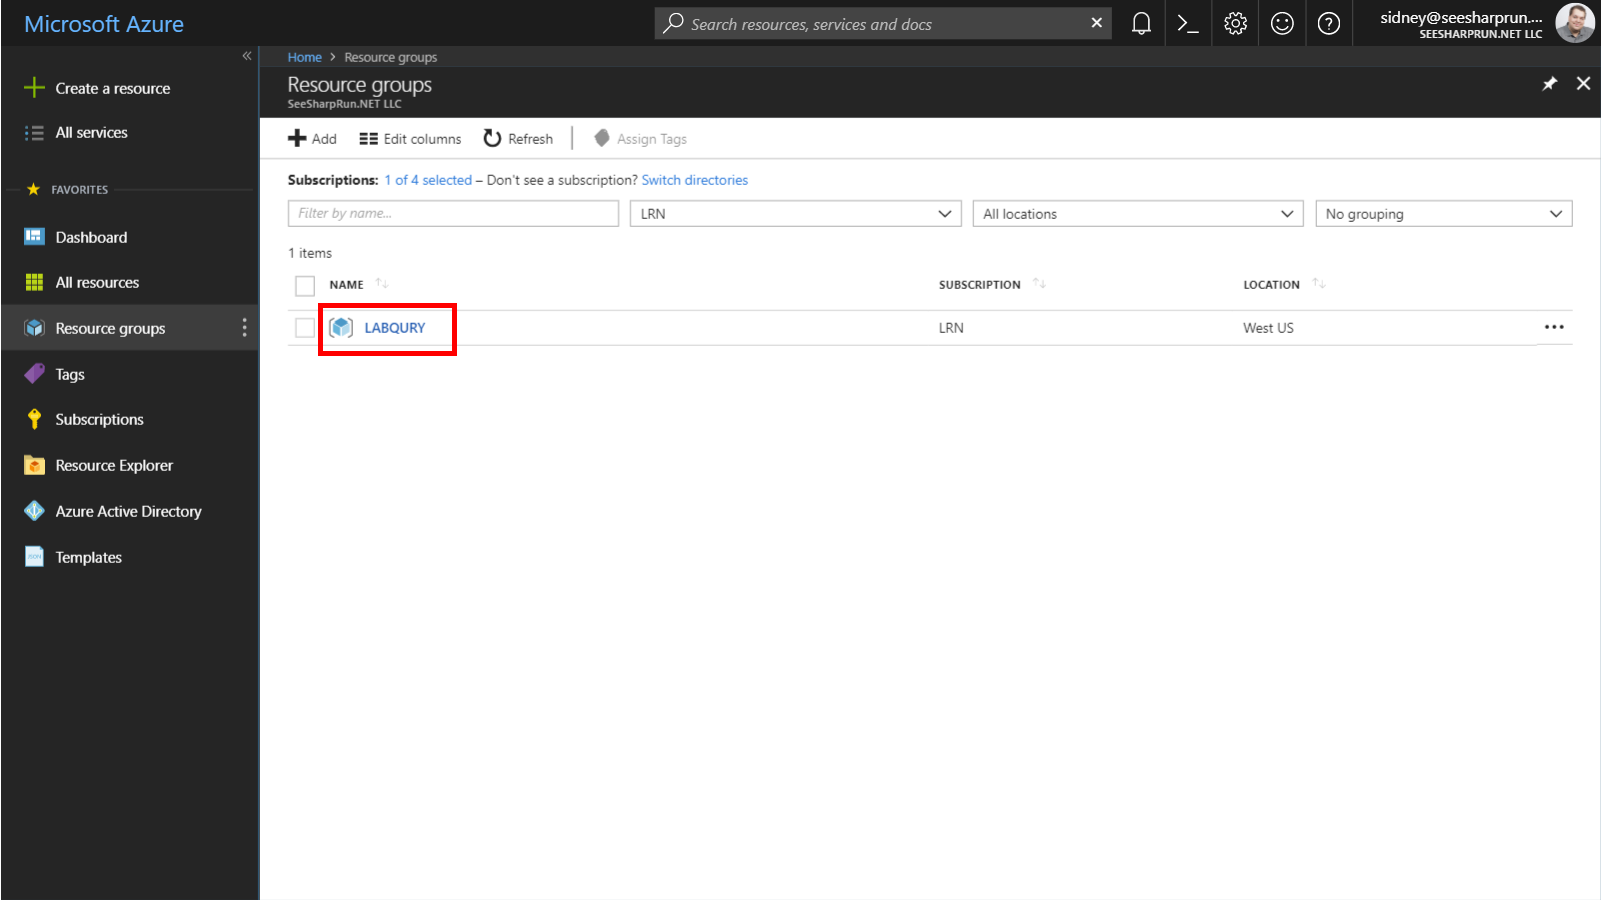 Microsoft Azure
Search resources, services and docs
sidney@seesharprun....
SEESHARPRUN.NET LLC
Create a resource
All services
FAVORITES
Dashboard
All resources
Resource groups
Tags
Subscriptions
Resource Explorer
Azure Active Directory
Templates
Home > Resource groups
Resource groups
SeeSharpRun.NET LLC
Add Edit columns Refresh Assign Tags
Subscriptions: 1 of 4 selected – Don't see a subscription? Switch directories
Filter by name... LRN All locations No grouping
1 items
NAME SUBSCRIPTION LOCATION
LABQURY LRN West US